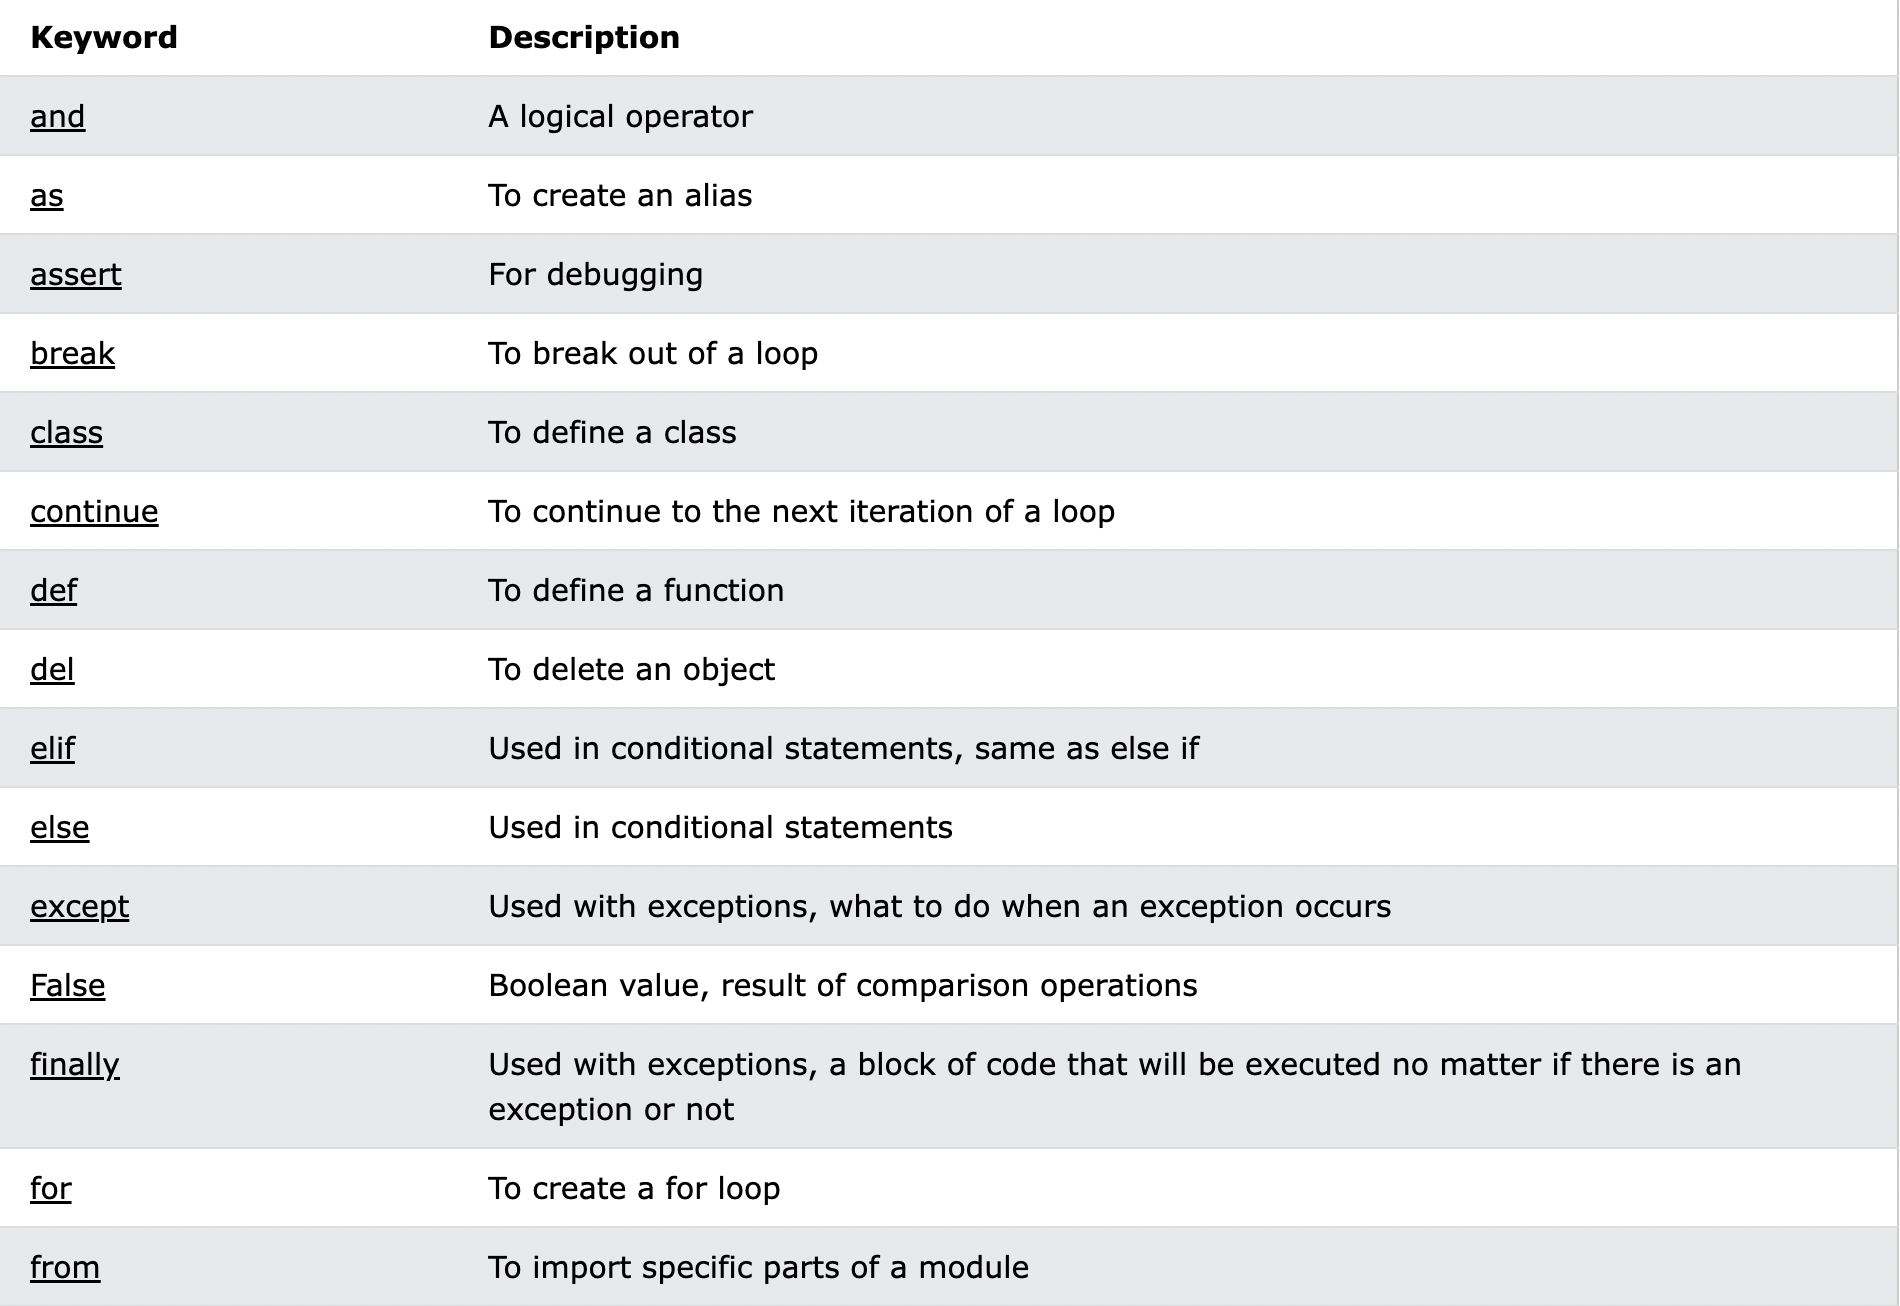 Keyword Description
and A logical operator
as To create an alias
assert For debugging
break To break out of a loop
class To define a class
continue To continue to the next iteration of a loop
def To define a function
del To delete an object
elif Used in conditional statements, same as else if
else Used in conditional statements
except Used with exceptions, what to do when an exception occurs
False Boolean value, result of comparison operations
finally Used with exceptions, a block of code that will be executed no matter if there is an
exception or not
for To create a for loop
from To import specific parts of a module